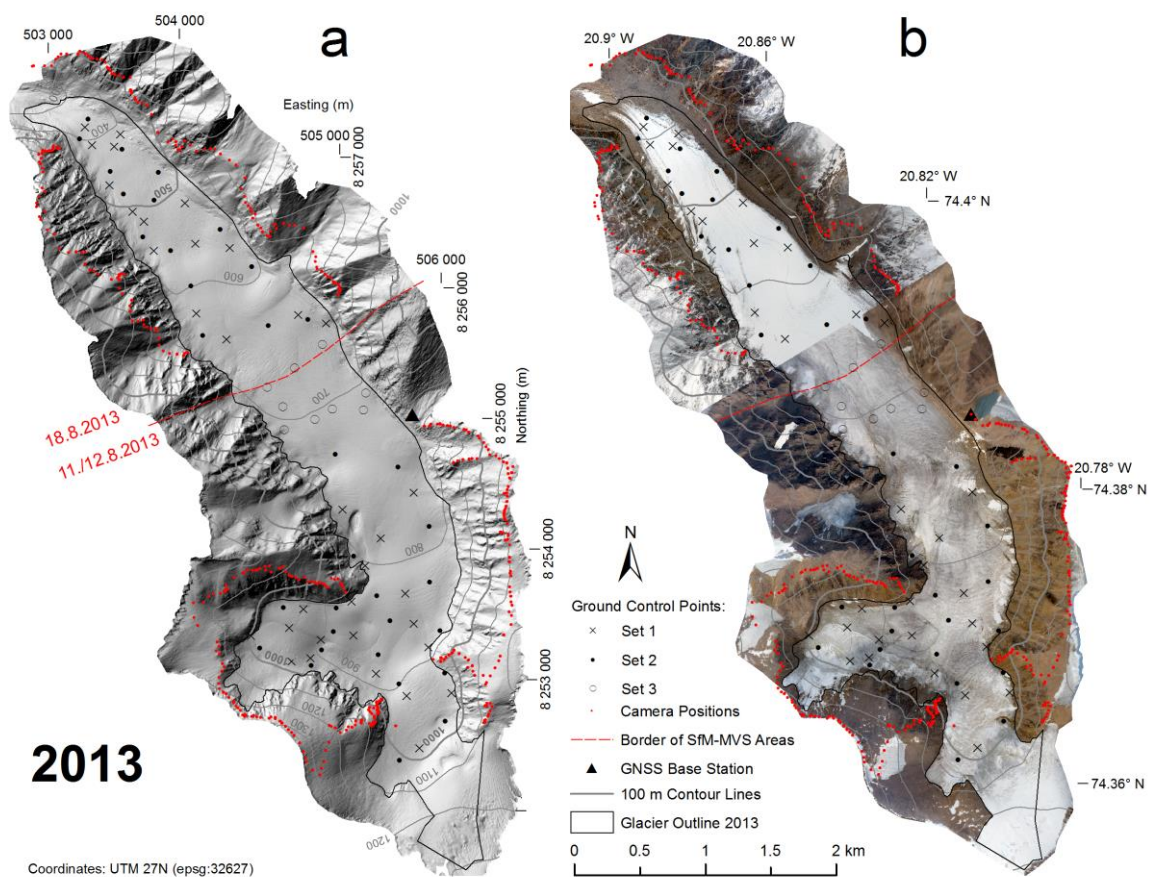 503 000
504 000
a
Easting (m)
505 000
8 257 000
1000
506 000
8 256 000
400
500
600
700
8 255 000
Northing (m)
18.8.2013
11./12.8.2013
800
8 254 000
900
1000
1200
8 253 000
1000
1100
1200
2013
Coordinates: UTM 27N (epsg:32627)
b
20.9° W
20.86° W
20.82° W
74.4° N
20.78° W
74.38° N
74.36° N
N
Ground Control Points:
Set 1
Set 2
Set 3
Camera Positions
Border of SfM-MVS Areas
GNSS Base Station
100 m Contour Lines
Glacier Outline 2013
0 0.5 1 1.5 2 km